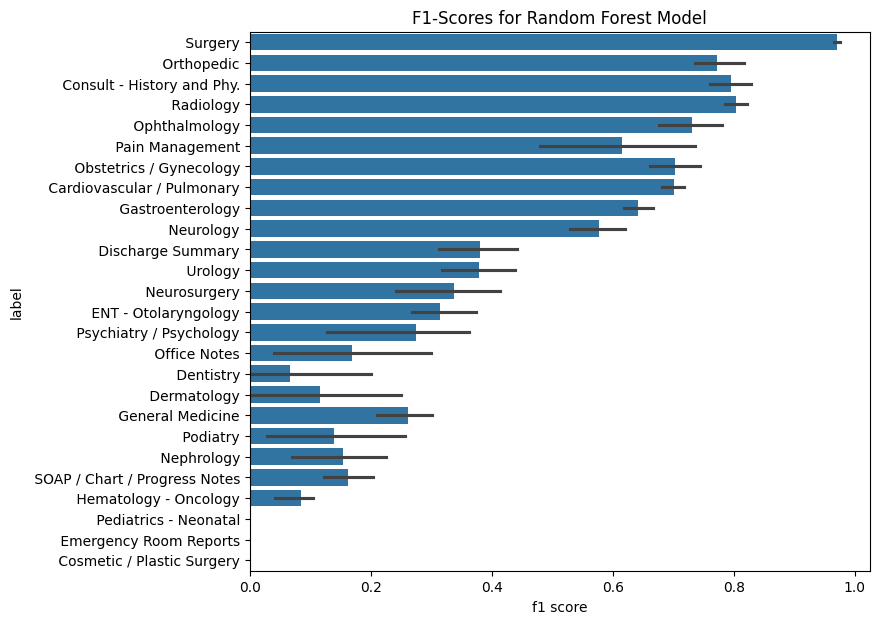 F1-Scores for Random Forest Model
Surgery
Orthopedic
Consult - History and Phy.
Radiology
Ophthalmology
Pain Management
Obstetrics / Gynecology
Cardiovascular / Pulmonary
Gastroenterology
Neurology
Discharge Summary
Urology
Neurosurgery
ENT - Otolaryngology
Psychiatry / Psychology
Office Notes
Dentistry
Dermatology
General Medicine
Podiatry
Nephrology
SOAP / Chart / Progress Notes
Hematology - Oncology
Pediatrics - Neonatal
Emergency Room Reports
Cosmetic / Plastic Surgery
label
0.0 0.2 0.4 0.6 0.8 1.0
f1 score